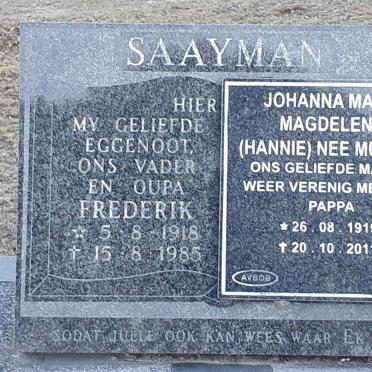 SAAYMAN
HIER
MY GELIEFDE
EGGENOOT,
ONS VADER
EN OUPA
FREDERIK
☆ 5.8.1918
† 15.8.1985
JOHANNA MA
MAGDELEN
(HANNIE) NEE MU
ONS GELIEFDE MA
WEER VERENIG ME
PAPPA
★ 26.08.191
✝ 20.10.201
AVBOB
SODAT JULLE OOK KAN WEES WAAR EK